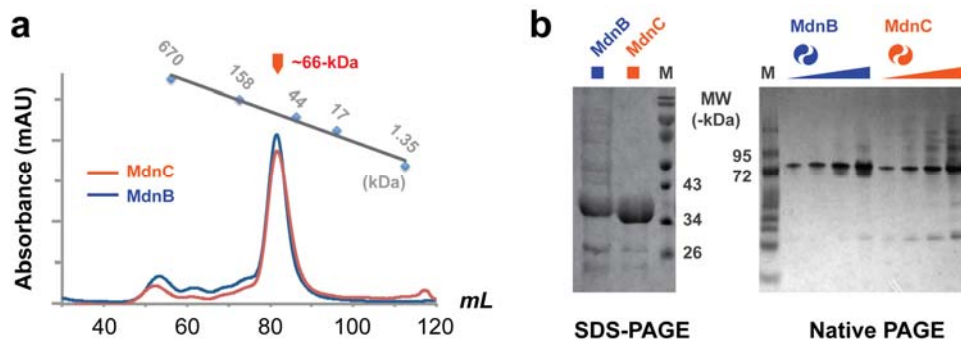 a
670
158
44
17
1.35
(kDa)
~66-kDa
Absorbance (mAU)
MdnC
MdnB
40
60
80
100
120
mL
b
MdnB
MdnC
M
MW
(-kDa)
43
34
26
SDS-PAGE
M
MdnB
MdnC
95
72
Native PAGE